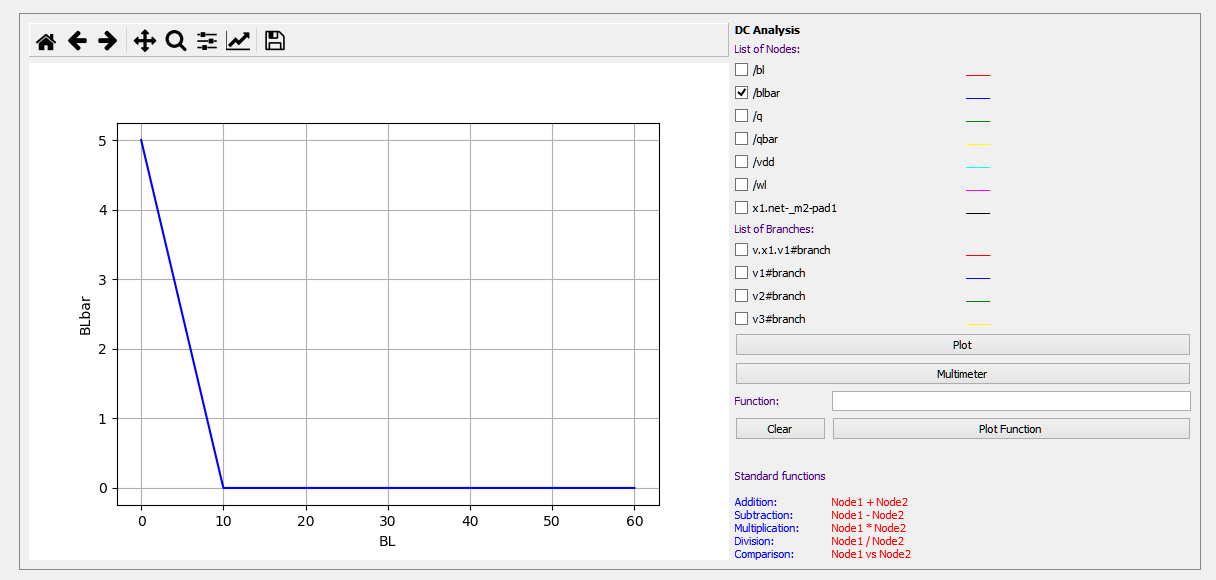 DC Analysis
List of Nodes:
/bl
/blbar
/q
/qbar
/vdd
/wl
x1.net-_m2-pad1
List of Branches:
v.x1.v1#branch
v1#branch
v2#branch
v3#branch
Plot
Multimeter
Function:
Clear Plot Function
Standard functions
Addition: Node1 + Node2
Subtraction: Node1 - Node2
Multiplication: Node1 * Node2
Division: Node1 / Node2
Comparison: Node1 vs Node2
5
4
3
2
1
0
BLbar
0 10 20 30 40 50 60
BL